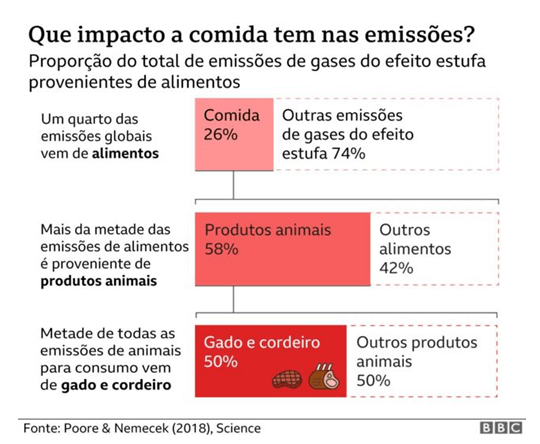 Que impacto a comida tem nas emissões?
Proporção do total de emissões de gases do efeito estufa
provenientes de alimentos
Um quarto das
emissões globais
vem de alimentos
Comida
26%
Outras emissões
de gases do efeito
estufa 74%
Mais da metade das
emissões de alimentos
é proveniente de
produtos animais
Produtos animais
58%
Outros
alimentos
42%
Metade de todas as
emissões de animais
para consumo vem
de gado e cordeiro
Gado e cordeiro
50%
Outros produtos
animais
50%
Fonte: Poore & Nemecek (2018), Science
BBC